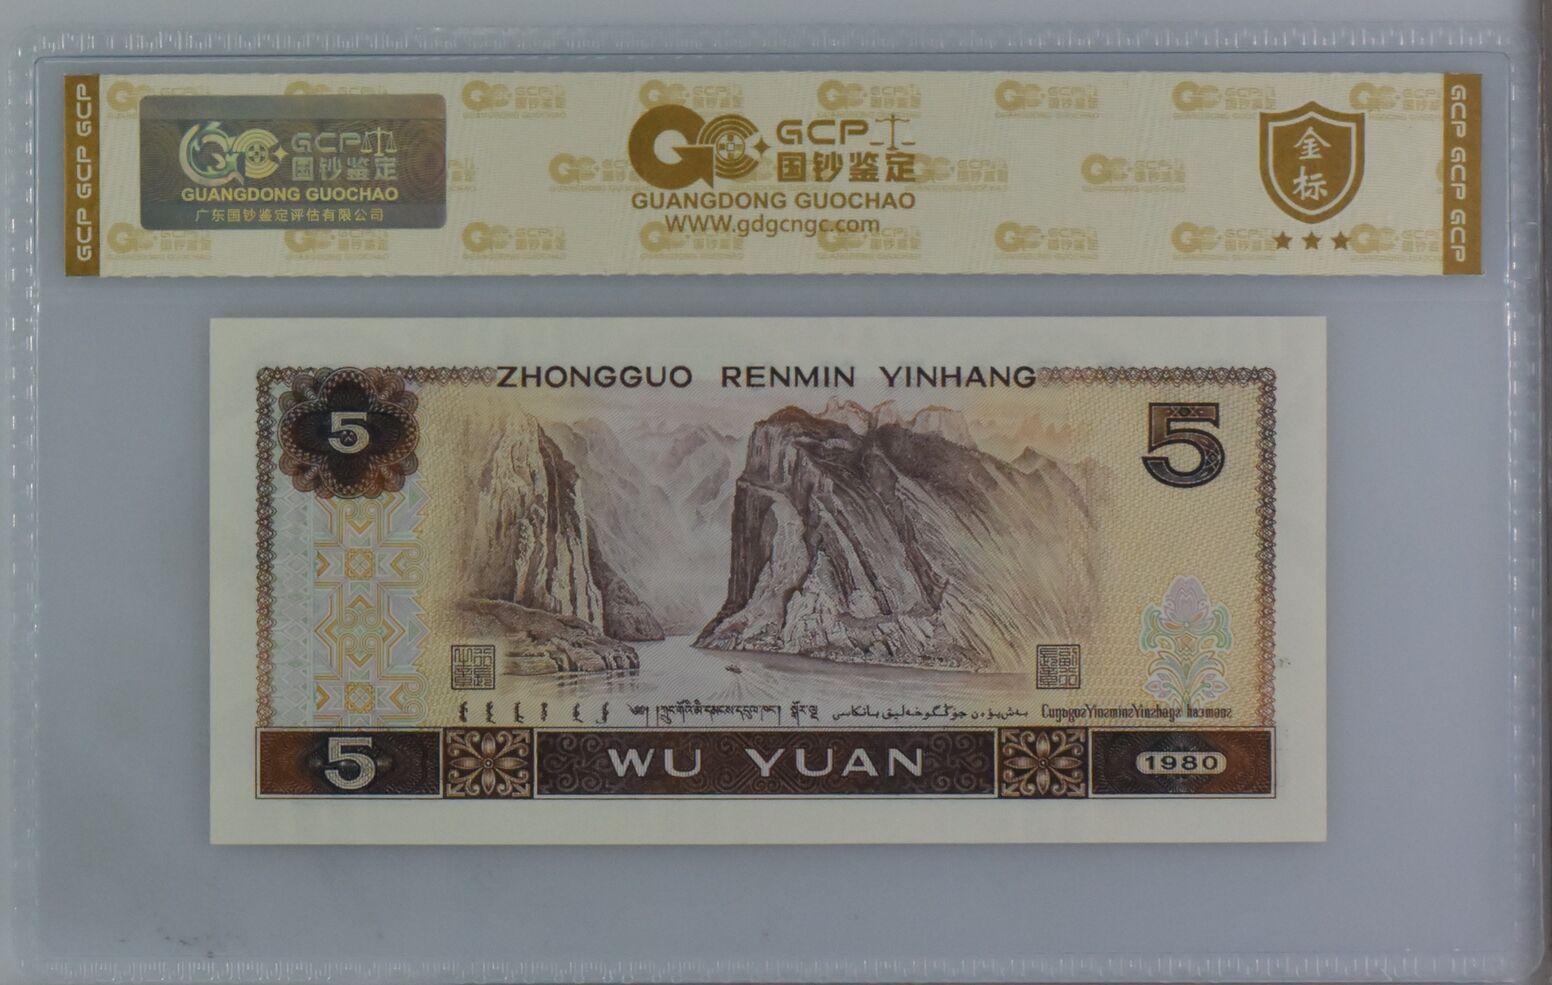 GCP GCP GCP
GCP
国钞鉴定
GUANGDONG GUOCHAO
广东国钞鉴定评估有限公司
GCP
国钞鉴定
GUANGDONG GUOCHAO
WWW.gdgcngc.com
金标
GCP GCP GCP
ZHONGGUO RENMIN YINHANG
5
5
5
WU YUAN
1980